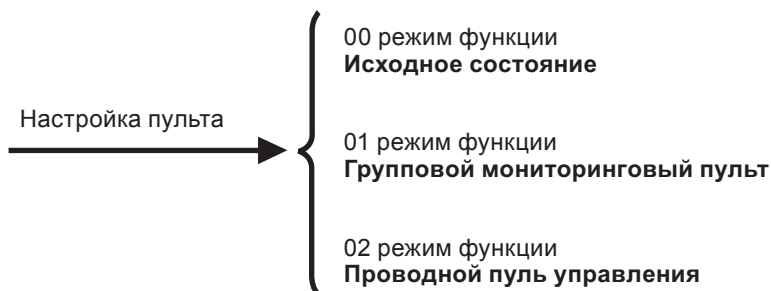 Настройка пульта
00 режим функции
Исходное состояние
01 режим функции
Групповой мониторинговый пульт
02 режим функции
Проводной пуль управления